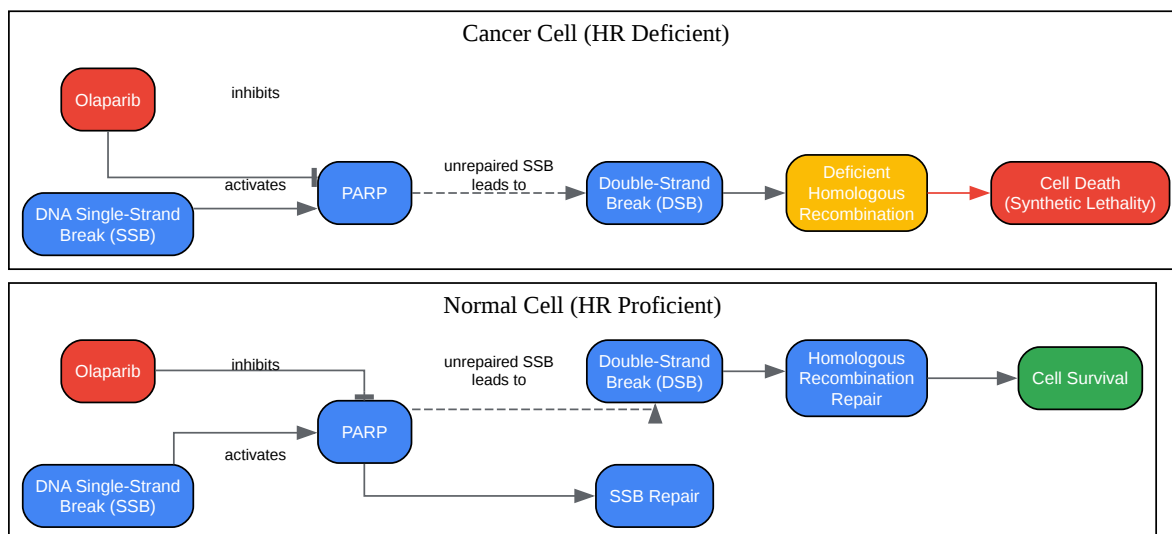 Cancer Cell (HR Deficient)
Olaparib
inhibits
activates
DNA Single-Strand
Break (SSB)
PARP
unrepaired SSB
leads to
Double-Strand
Break (DSB)
Deficient
Homologous
Recombination
Cell Death
(Synthetic Lethality)
Normal Cell (HR Proficient)
Olaparib
inhibits
activates
DNA Single-Strand
Break (SSB)
PARP
unrepaired SSB
leads to
Double-Strand
Break (DSB)
Homologous
Recombination
Repair
Cell Survival
SSB Repair